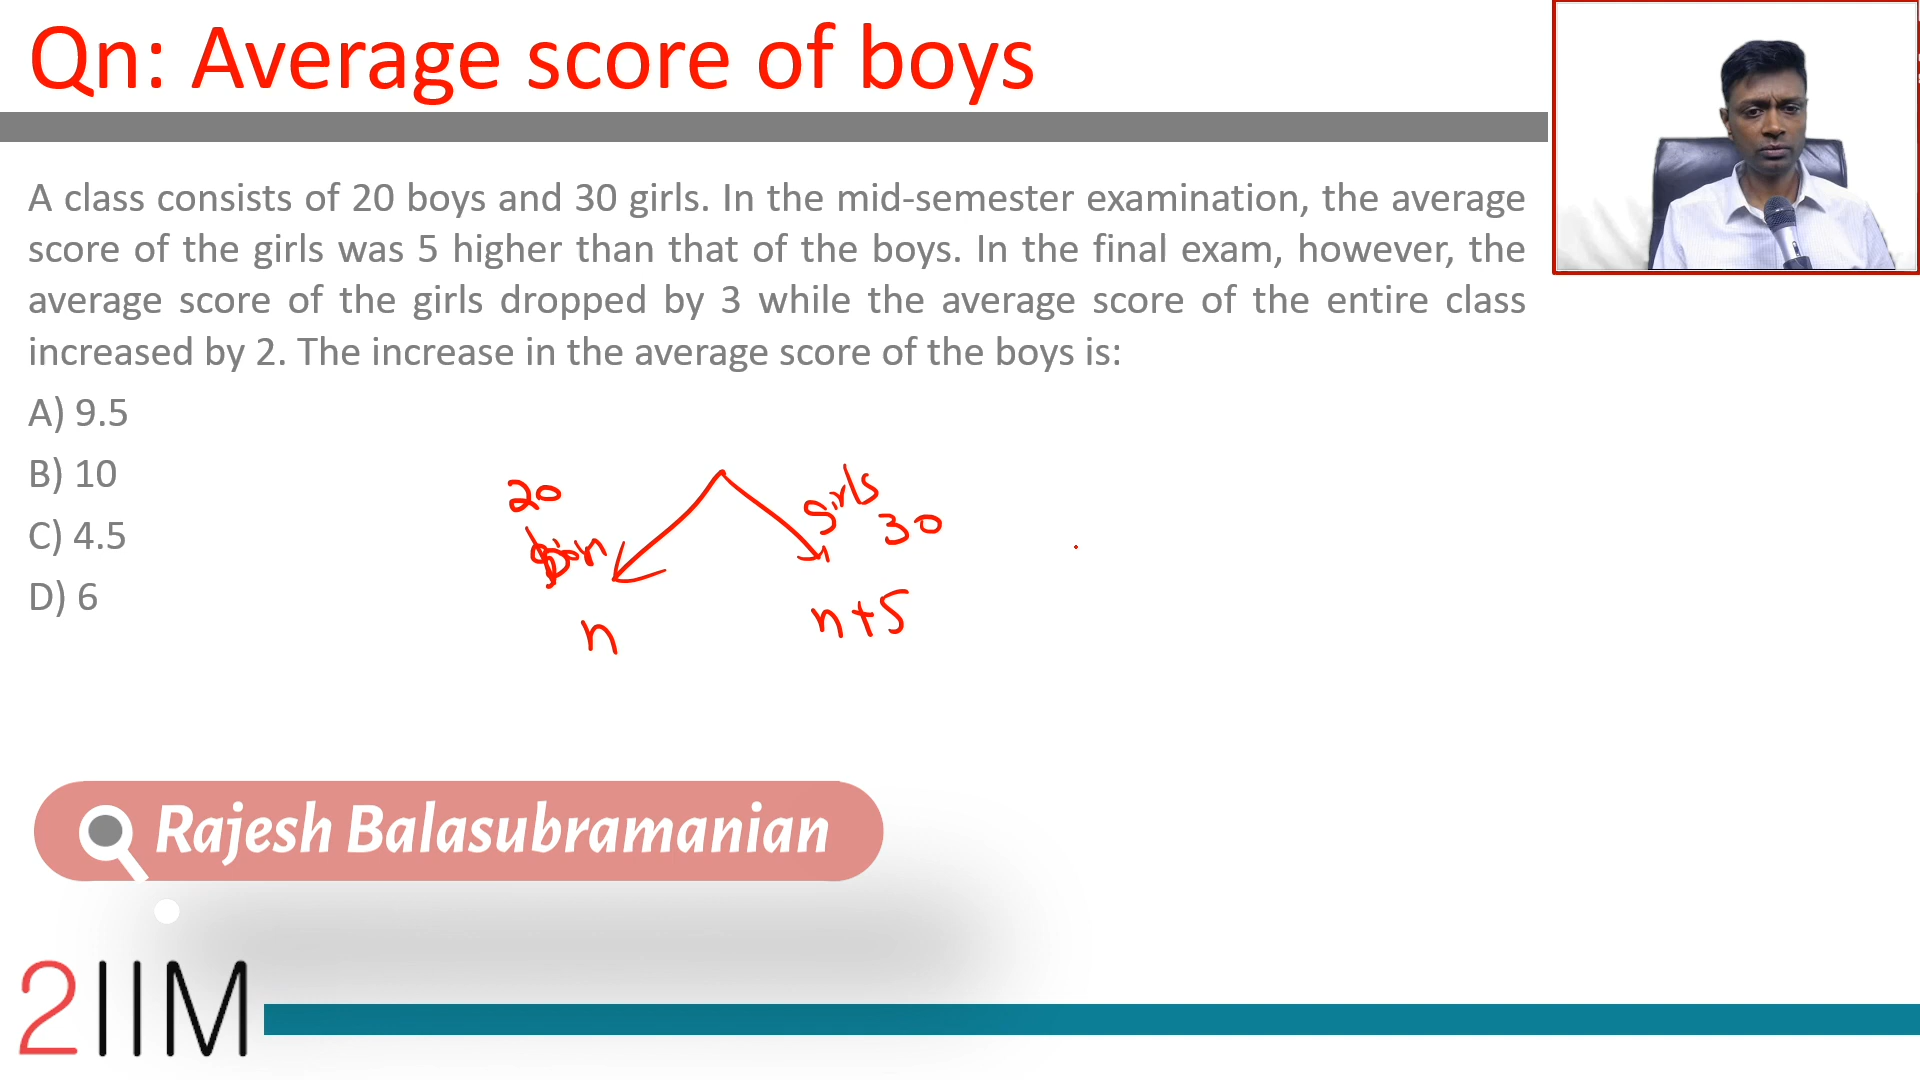 Qn: Average score of boys
A class consists of 20 boys and 30 girls. In the mid-semester examination, the average
score of the girls was 5 higher than that of the boys. In the final exam, however, the
average score of the girls dropped by 3 while the average score of the entire class
increased by 2. The increase in the average score of the boys is:
A) 9.5
B) 10
C) 4.5
D) 6
20
girls
30
n
n+5
Rajesh Balasubramanian
2IIM